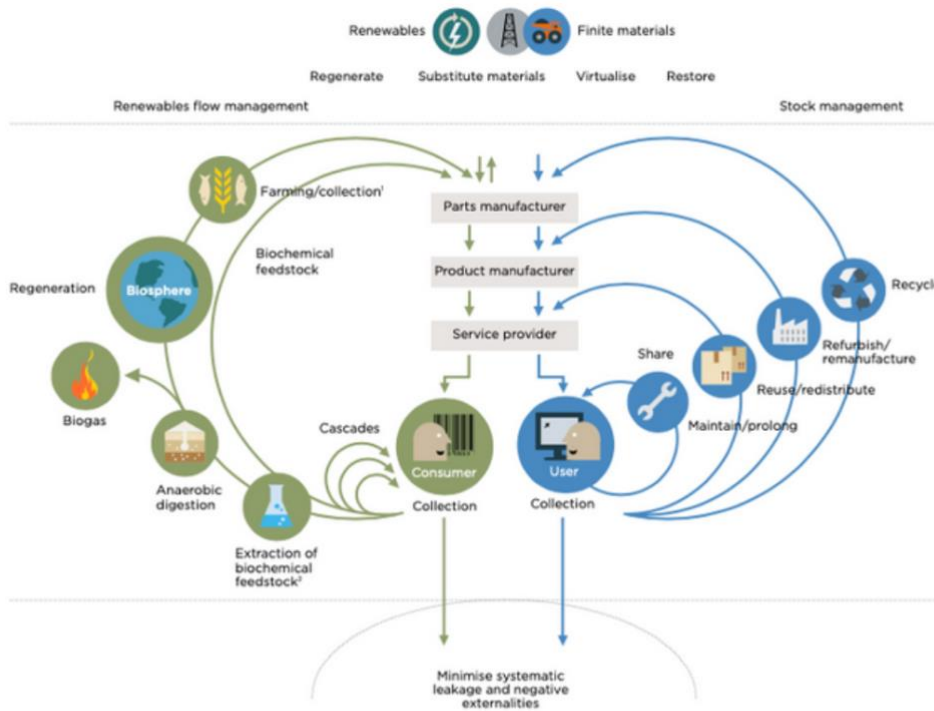 Renewables
Finite materials
Regenerate
Substitute materials
Virtualise
Restore
Renewables flow management
Stock management
Farming/collection¹
Parts manufacturer
Biochemical
feedstock
Regeneration
Biosphere
Product manufacturer
Recycl
Service provider
Share
Refurbish/
remanufacture
Reuse/redistribute
Biogas
Cascades
Maintain/prolong
Consumer
User
Anaerobic
digestion
Collection
Collection
Extraction of
biochemical
feedstock²
Minimise systematic
leakage and negative
externalities